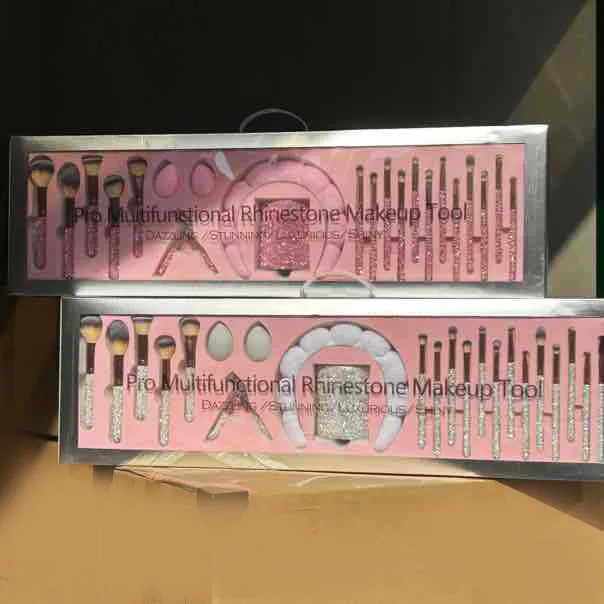 Pro Multifunctional Rhinestone Makeup Tool
DAZZLING /STUNNING/ LUXURIOUS/ SHINY
Pro Multifunctional Rhinestone Makeup Tool
DAZZLING /STUNNING/ LUXURIOUS/ SHINY